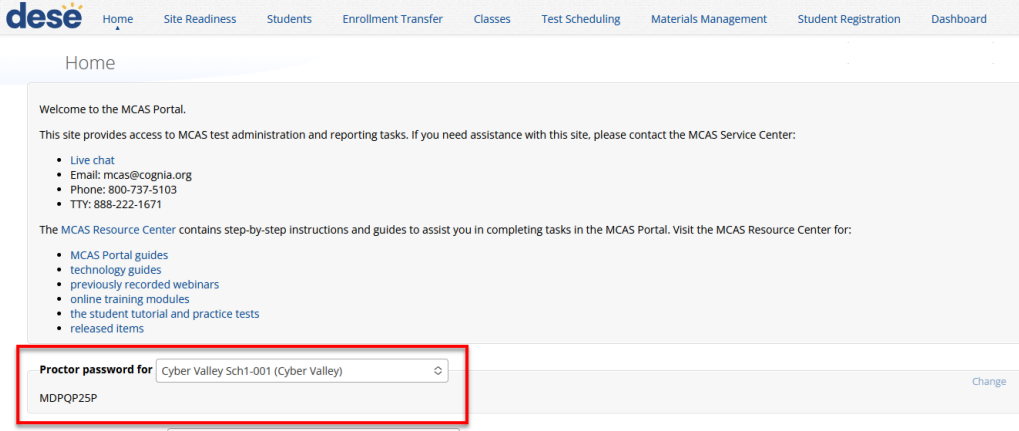 dese Home Site Readiness Students Enrollment Transfer Classes Test Scheduling Materials Management Student Registration Dashboard
Home
Welcome to the MCAS Portal.
This site provides access to MCAS test administration and reporting tasks. If you need assistance with this site, please contact the MCAS Service Center:
• Live chat
• Email: mcas@cognia.org
• Phone: 800-737-5103
• TTY: 888-222-1671
The MCAS Resource Center contains step-by-step instructions and guides to assist you in completing tasks in the MCAS Portal. Visit the MCAS Resource Center for:
• MCAS Portal guides
• technology guides
• previously recorded webinars
• online training modules
• the student tutorial and practice tests
• released items
Proctor password for Cyber Valley Sch1-001 (Cyber Valley)
Change
MDPQP25P